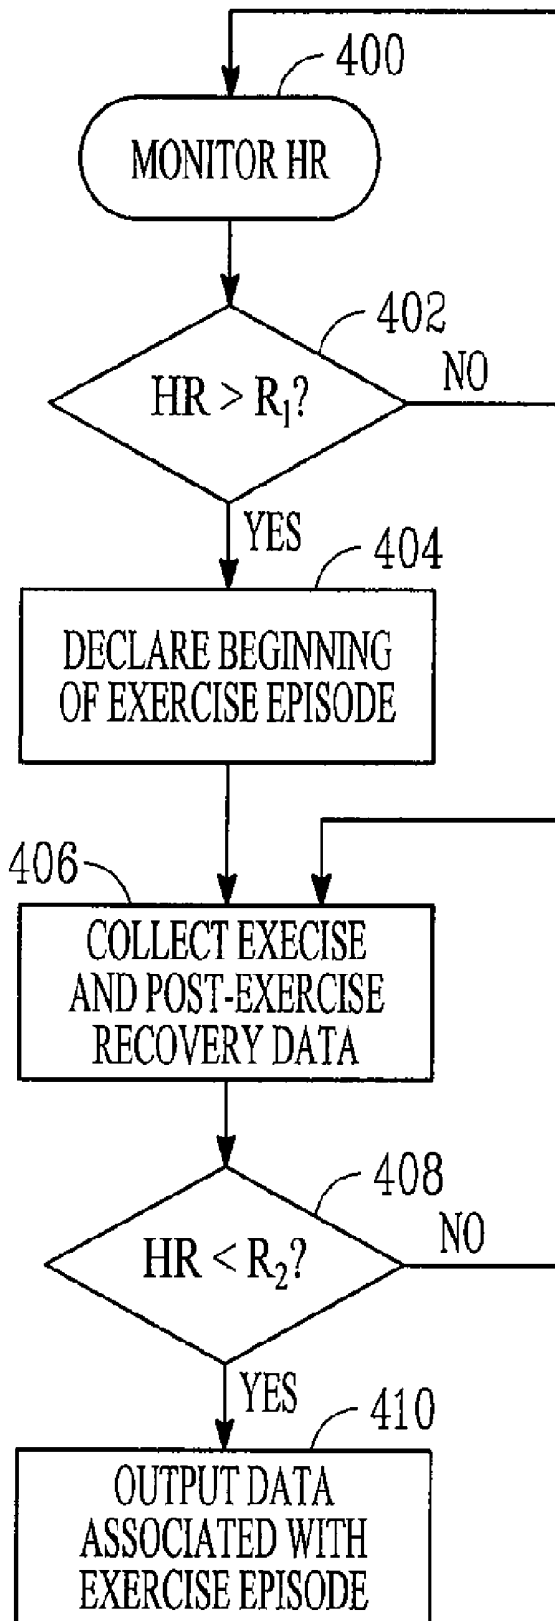 400
MONITOR HR
402
HR > R₁?
NO
YES
404
DECLARE BEGINNING
OF EXERCISE EPISODE
406
COLLECT EXECISE
AND POST-EXERCISE
RECOVERY DATA
408
HR < R₂?
NO
YES
410
OUTPUT DATA
ASSOCIATED WITH
EXERCISE EPISODE